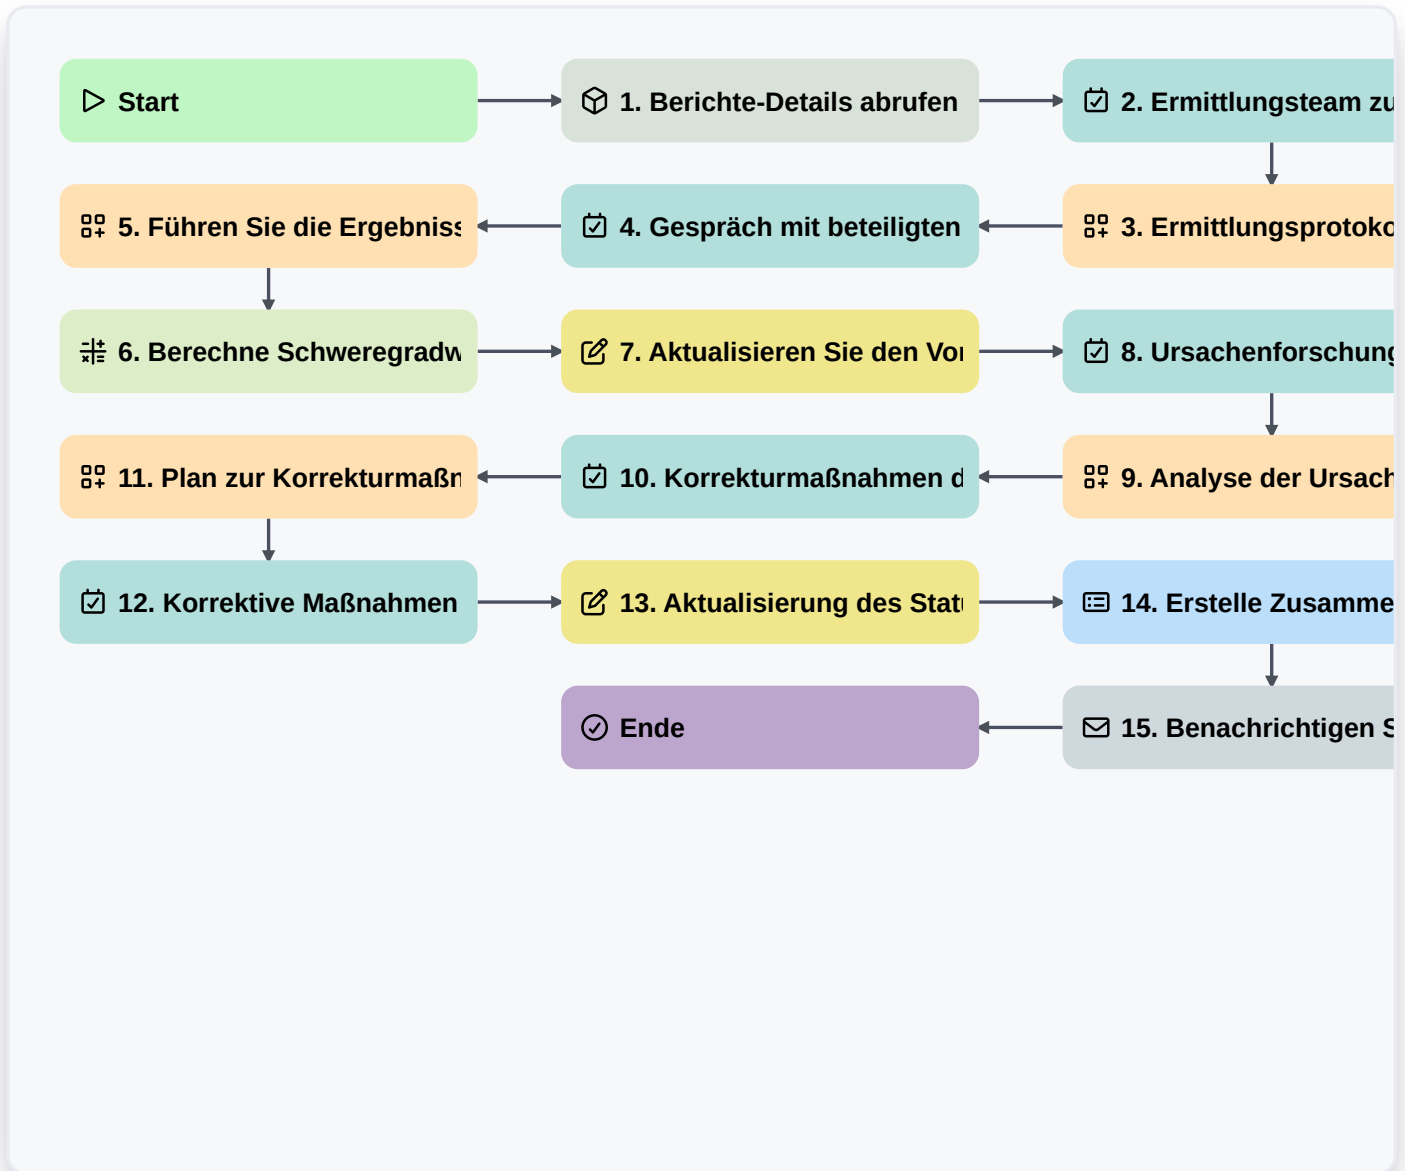 Start
1. Berichte-Details abrufen
2. Ermittlungsteam zu
3. Ermittlungsprotoko
4. Gespräch mit beteiligten
5. Führen Sie die Ergebniss
6. Berechne Schweregradw
7. Aktualisieren Sie den Vor
8. Ursachenforschung
9. Analyse der Ursach
10. Korrekturmaßnahmen d
11. Plan zur Korrekturmaßn
12. Korrektive Maßnahmen
13. Aktualisierung des Statu
14. Erstelle Zusamme
15. Benachrichtigen S
Ende